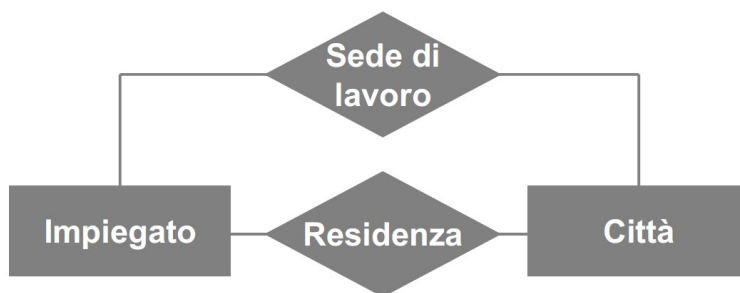 Sede di
lavoro
Impiegato
Residenza
Città